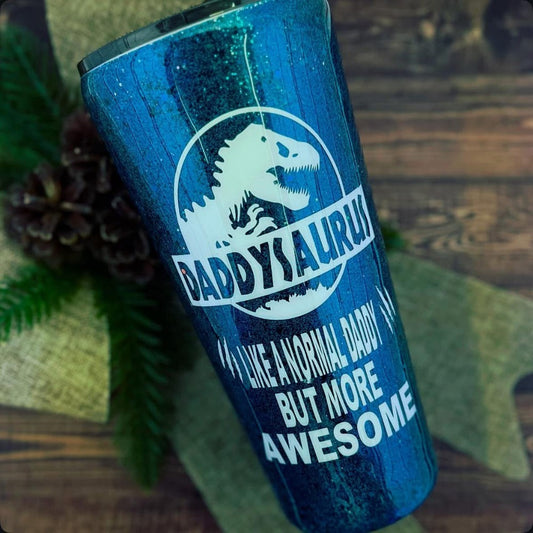 DADDYSAURUS
LIKE A NORMAL DADDY
BUT MORE
AWESOME